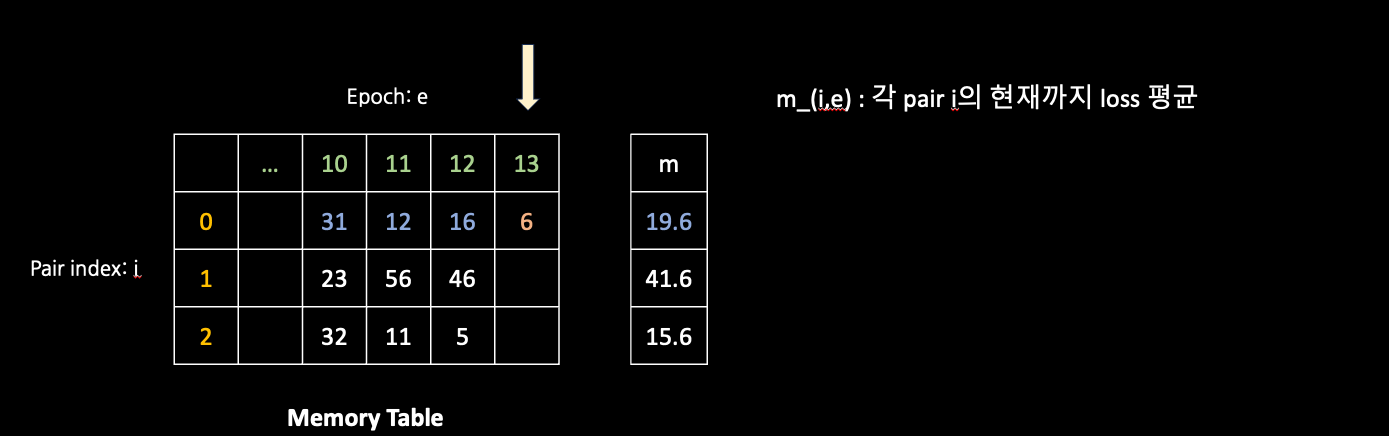 Epoch: e
m_(i,e) : 각 pair i의 현재까지 loss 평균
... 10 11 12 13 m
0 31 12 16 6 19.6
Pair index: i
1 23 56 46 41.6
2 32 11 5 15.6
Memory Table